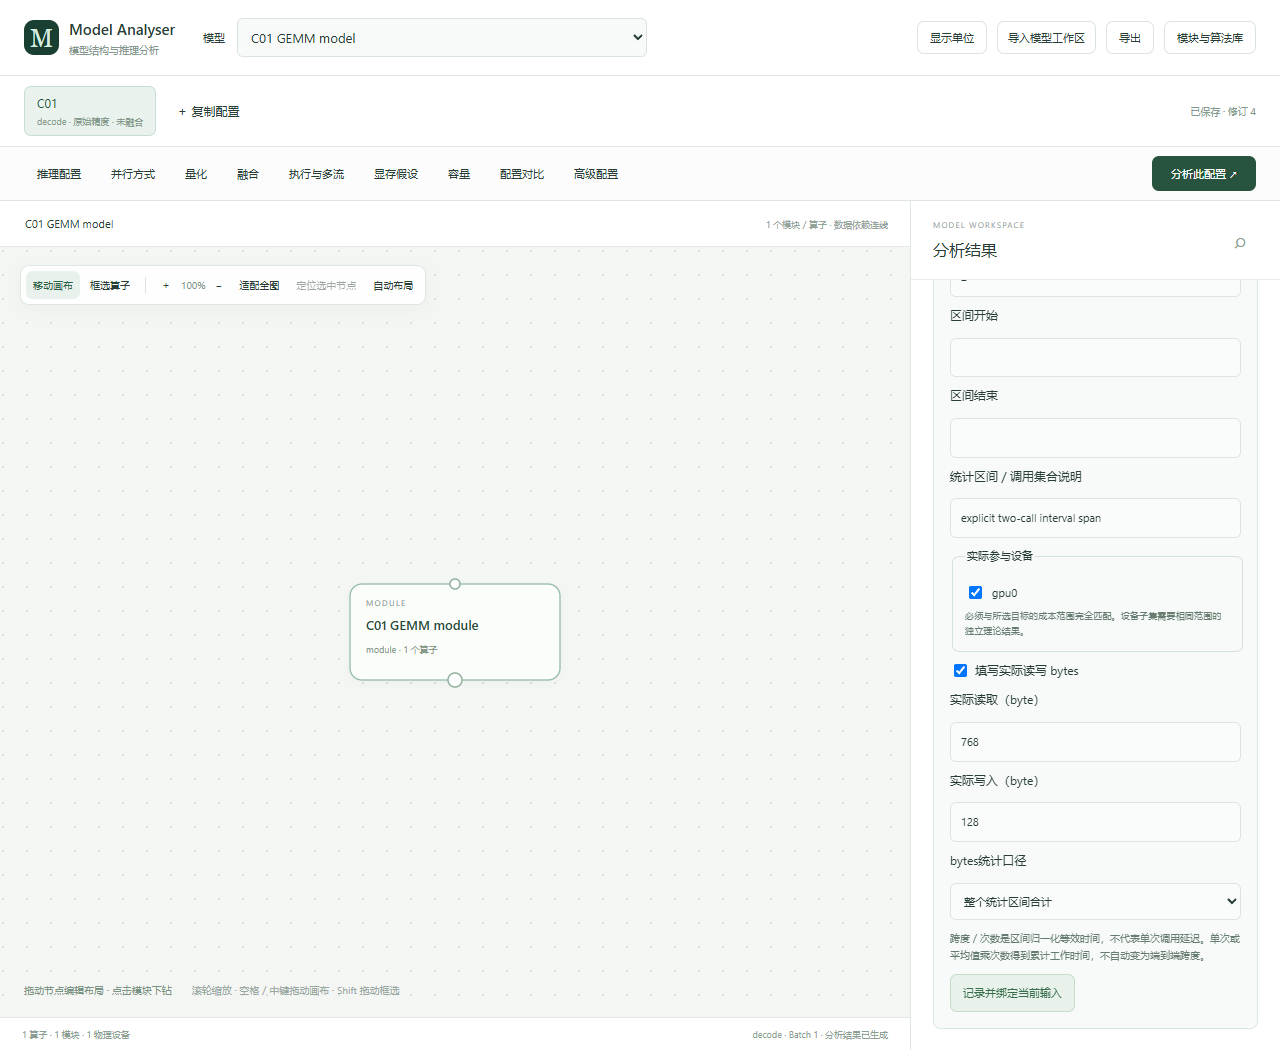 M
Model Analyser
模型结构与推理分析
模型
C01 GEMM model
显示单位
导入模型工作区
导出
模块与算法库
C01
decode · 原始精度 · 未融合
+ 复制配置
已保存 · 修订 4
推理配置
并行方式
量化
融合
执行与多流
显存假设
容量
配置对比
高级配置
分析此配置 ↗
C01 GEMM model
1 个模块 / 算子 · 数据依赖连线
移动画布
框选算子
+
100%
−
适配全图
定位选中节点
自动布局
MODULE
C01 GEMM module
module · 1 个算子
拖动节点编辑布局 · 点击模块下钻
滚轮缩放 · 空格 / 中键拖动画布 · Shift 拖动框选
1 算子 · 1 模块 · 1 物理设备
decode · Batch 1 · 分析结果已生成
MODEL WORKSPACE
分析结果
区间开始
区间结束
统计区间 / 调用集合说明
explicit two-call interval span
实际参与设备
gpu0
必须与所选目标的成本范围完全匹配。设备子集需要相同范围的
独立理论结果。
填写实际读写 bytes
实际读取（byte）
768
实际写入（byte）
128
bytes统计口径
整个统计区间合计
跨度 / 次数是区间归一化等效时间，不代表单次调用延迟。单次或
平均值乘次数得到累计工作时间，不自动变为端到端跨度。
记录并绑定当前输入